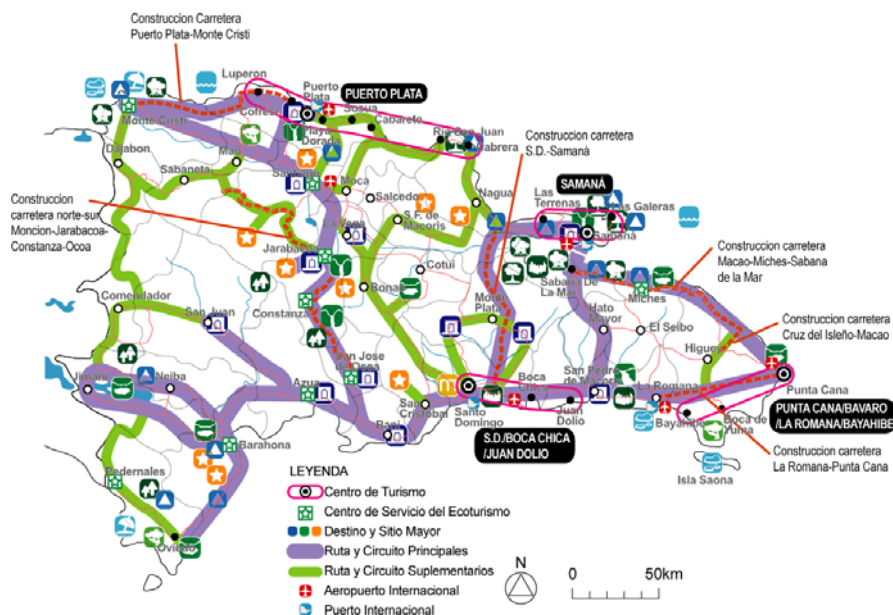 Construccion Carretera
Puerto Plata-Monte Cristi
Luperon
Puerto
Plata
PUERTO PLATA
Cofresi
Sosua
Playa
Dorada
Cabarete
Rio San Juan
Cabrera
Monte Cristi
Dajabon
Sabaneta
Mao
Santiago
Moca
Salcedo
Nagua
S.F. de
Macoris
La Vega
Jarabacoa
Cotuí
Bonao
Constanza
Construccion
carretera norte-sur
Moncion-Jarabacoa-
Constanza-Ocoa
Construccion carretera
S.D.-Samaná
SAMANÁ
Las
Terrenas
Las Galeras
Samaná
Sabana De
La Mar
Construccion carretera
Macao-Miches-Sabana
de la Mar
Miches
Monte
Plata
Hato
Mayor
El Seibo
Higuey
Construccion carretera
Cruz del Isleño-Macao
Comendador
San Juan
Jimani
Neiba
Azua
San Jose
de Ocoa
San
Cristobal
Bani
Santo
Domingo
Boca
Chica
Juan
Dolio
San Pedro
de Macoris
La Romana
Bayahibe
Boca de
Yuma
Punta Cana
PUNTA CANA/BAVARO
/LA ROMANA/BAYAHIBE
S.D/BOCA CHICA
/JUAN DOLIO
Construccion carretera
La Romana-Punta Cana
Isla Saona
Barahona
Pedernales
Oviedo
LEYENDA
Centro de Turismo
Centro de Servicio del Ecoturismo
Destino y Sitio Mayor
Ruta y Circuito Principales
Ruta y Circuito Suplementarios
Aeropuerto Internacional
Puerto Internacional
N
0 50km